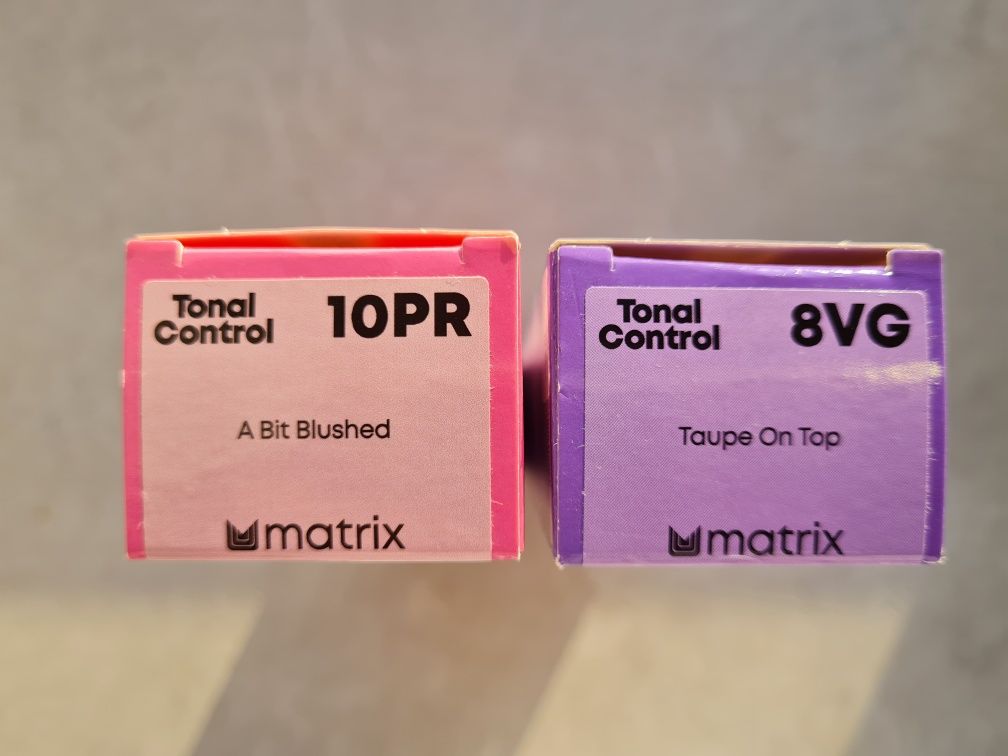 Tonal
Control
10PR
A Bit Blushed
matrix
Tonal
Control
8VG
Taupe On Top
matrix